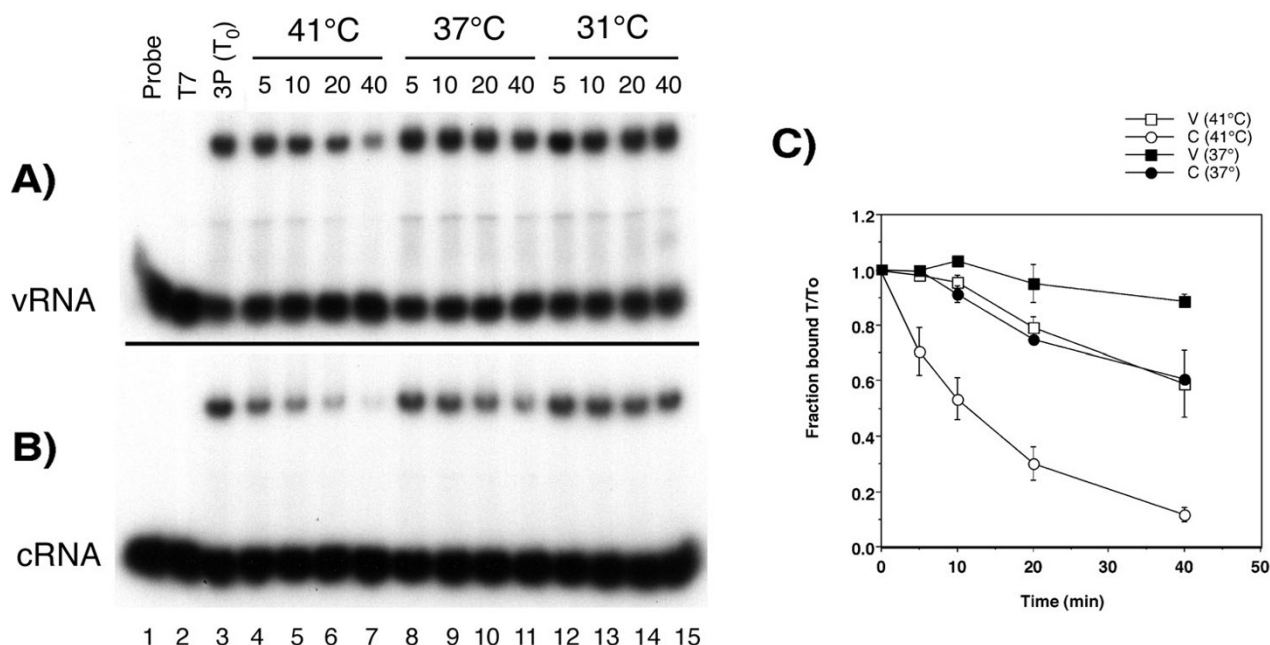 41°C 37°C 31°C
Probe
T7
3P (T0)
5 10 20 40 5 10 20 40 5 10 20 40
A)
vRNA
B)
cRNA
1 2 3 4 5 6 7 8 9 10 11 12 13 14 15
C)
V (41°C)
C (41°C)
V (37°)
C (37°)
1.2
1.0
0.8
0.6
0.4
0.2
0.0
Fraction bound T/To
0 10 20 30 40 50
Time (min)